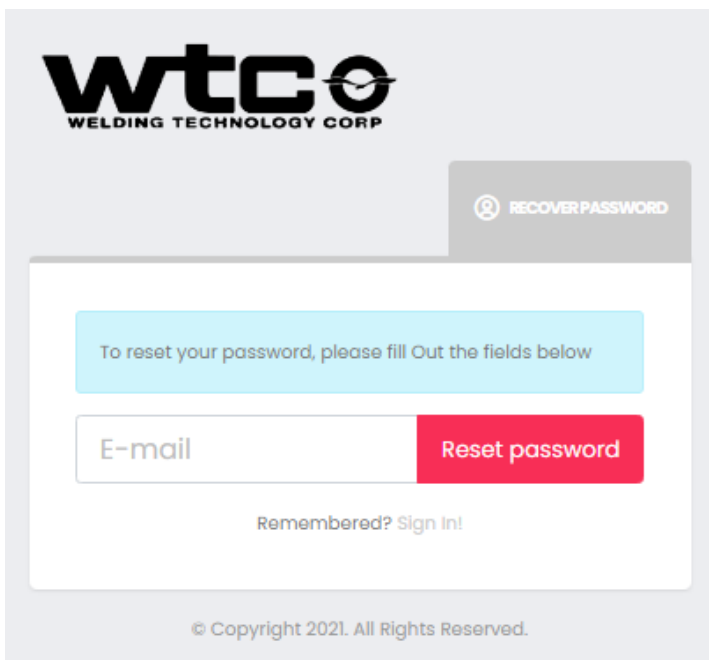 wtco
WELDING TECHNOLOGY CORP
RECOVER PASSWORD
To reset your password, please fill Out the fields below
E-mail
Reset password
Remembered? Sign In!
© Copyright 2021. All Rights Reserved.